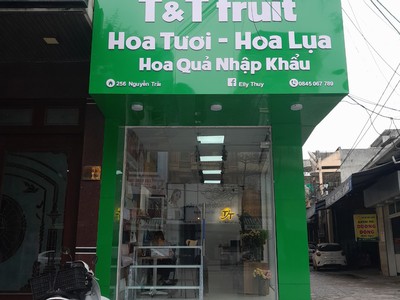 T&T fruit
Hoa Tươi - Hoa Lụa
Hoa Quả Nhập Khẩu
256 Nguyễn Trãi
Elly Thuy
0845 067 789